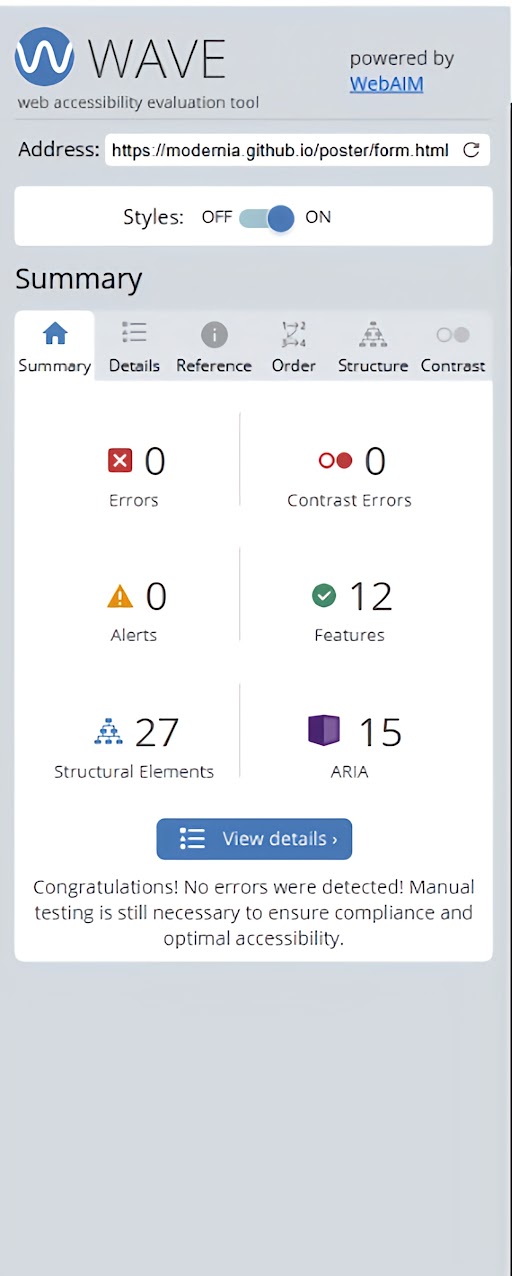 WAVE
powered by
WebAIM
web accessibility evaluation tool
Address: https://modernia.github.io/poster/form.html
Styles: OFF ON
Summary
Summary Details Reference Order Structure Contrast
0 0
Errors Contrast Errors
0 12
Alerts Features
27 15
Structural Elements ARIA
View details ›
Congratulations! No errors were detected! Manual
testing is still necessary to ensure compliance and
optimal accessibility.